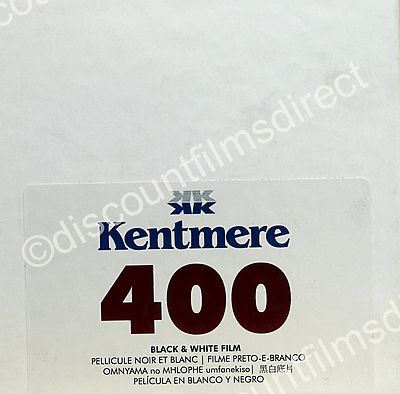 Kentmere
400
BLACK & WHITE FILM
PELLICULE NOIR ET BLANC | FILME PRETO-E-BRANCO
OMNYAMA no MHLOPHE umfanekiso| 黑白底片
PELÍCULA EN BLANCO Y NEGRO
©discountfilmsdirect